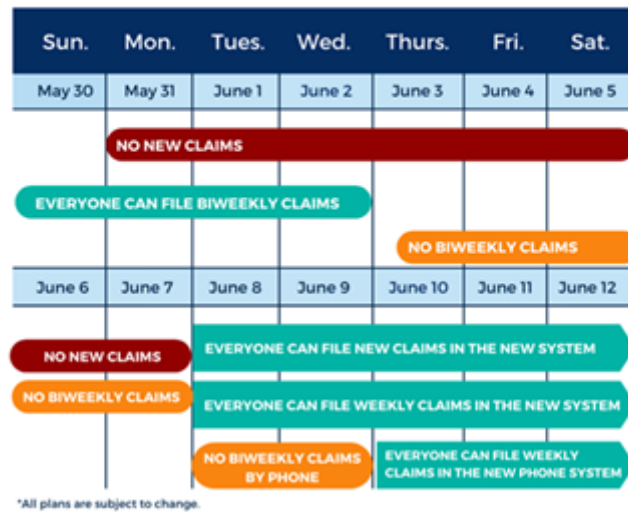 Sun. Mon. Tues. Wed. Thurs. Fri. Sat.
May 30 May 31 June 1 June 2 June 3 June 4 June 5
NO NEW CLAIMS
EVERYONE CAN FILE BIWEEKLY CLAIMS
NO BIWEEKLY CLAIMS
June 6 June 7 June 8 June 9 June 10 June 11 June 12
NO NEW CLAIMS
EVERYONE CAN FILE NEW CLAIMS IN THE NEW SYSTEM
NO BIWEEKLY CLAIMS
EVERYONE CAN FILE WEEKLY CLAIMS IN THE NEW SYSTEM
NO BIWEEKLY CLAIMS
BY PHONE
EVERYONE CAN FILE WEEKLY
CLAIMS IN THE NEW PHONE SYSTEM
*All plans are subject to change.